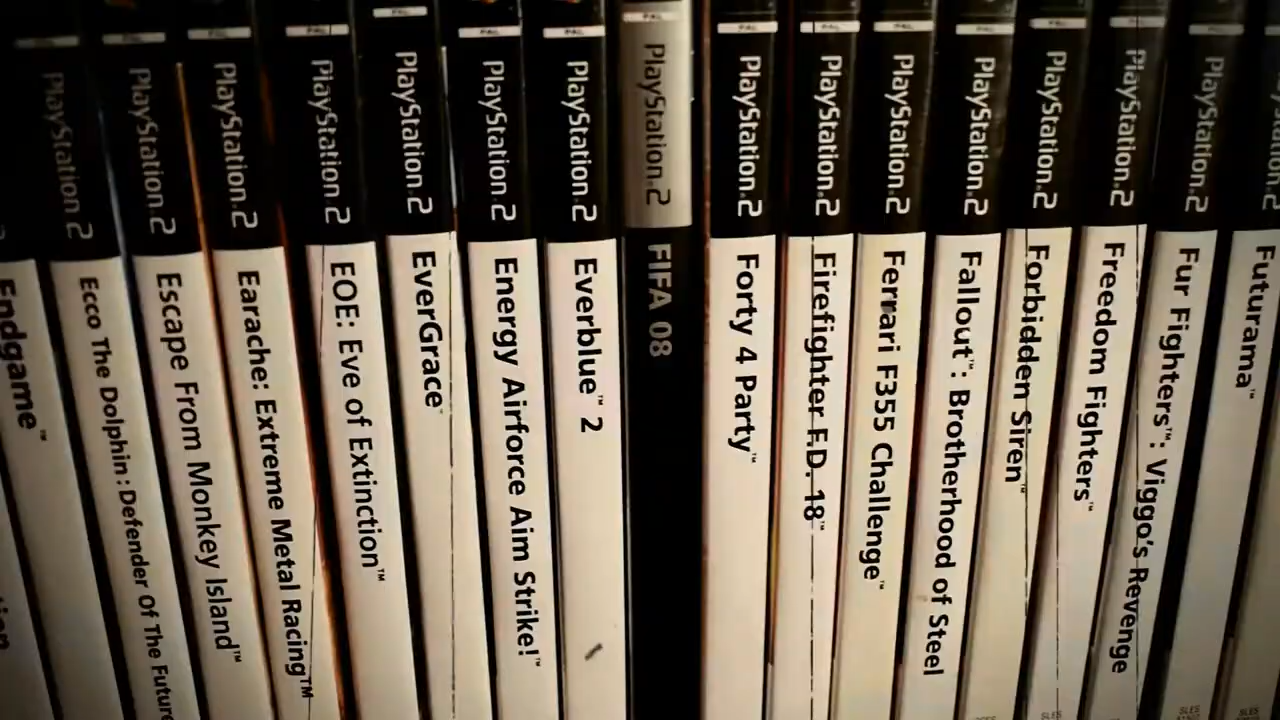 Endgame™
PlayStation.2
Ecco The Dolphin : Defender Of The Future
PlayStation.2
Escape From Monkey Island™
PlayStation.2
Earache: Extreme Metal Racing™
PlayStation.2
EOE: Eve of Extinction™
PlayStation.2
EverGrace™
PlayStation.2
Energy Airforce Aim Strike!™
PlayStation.2
Everblue™ 2
PlayStation.2
FIFA 08
PlayStation.2
Forty 4 Party™
PlayStation.2
Firefighter F.D. 18™
PlayStation.2
Ferrari F355 Challenge™
PlayStation.2
Fallout™: Brotherhood of Steel
PlayStation.2
Forbidden Siren™
PlayStation.2
Freedom Fighters™
PlayStation.2
Fur Fighters™: Viggo's Revenge
PlayStation.2
Futurama™